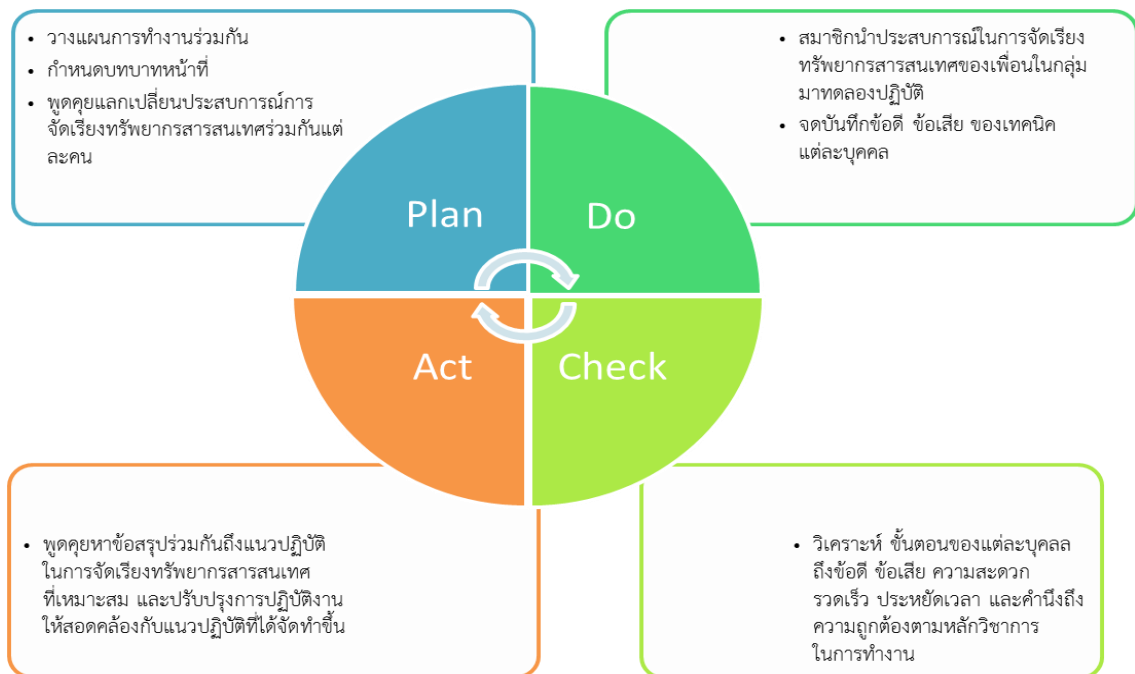 • วางแผนการทำงานร่วมกัน
• กำหนดบทบาทหน้าที่
• พูดคุยแลกเปลี่ยนประสบการณ์การ
จัดเรียงทรัพยากรสารสนเทศร่วมกันแต่
ละคน
• สมาชิกนำประสบการณ์ในการจัดเรียง
ทรัพยากรสารสนเทศของเพื่อนในกลุ่ม
มาทดลองปฏิบัติ
• จดบันทึกข้อดี ข้อเสีย ของเทคนิค
แต่ละบุคคล
Plan
Do
Act
Check
• พูดคุยหาข้อสรุปร่วมกันถึงแนวปฏิบัติ
ในการจัดเรียงทรัพยากรสารสนเทศ
ที่เหมาะสม และปรับปรุงการปฏิบัติงาน
ให้สอดคล้องกับแนวปฏิบัติที่ได้จัดทำขึ้น
• วิเคราะห์ ขั้นตอนของแต่ละบุคลล
ถึงข้อดี ข้อเสีย ความสะดวก
รวดเร็ว ประหยัดเวลา และคำนึงถึง
ความถูกต้องตามหลักวิชาการ
ในการทำงาน